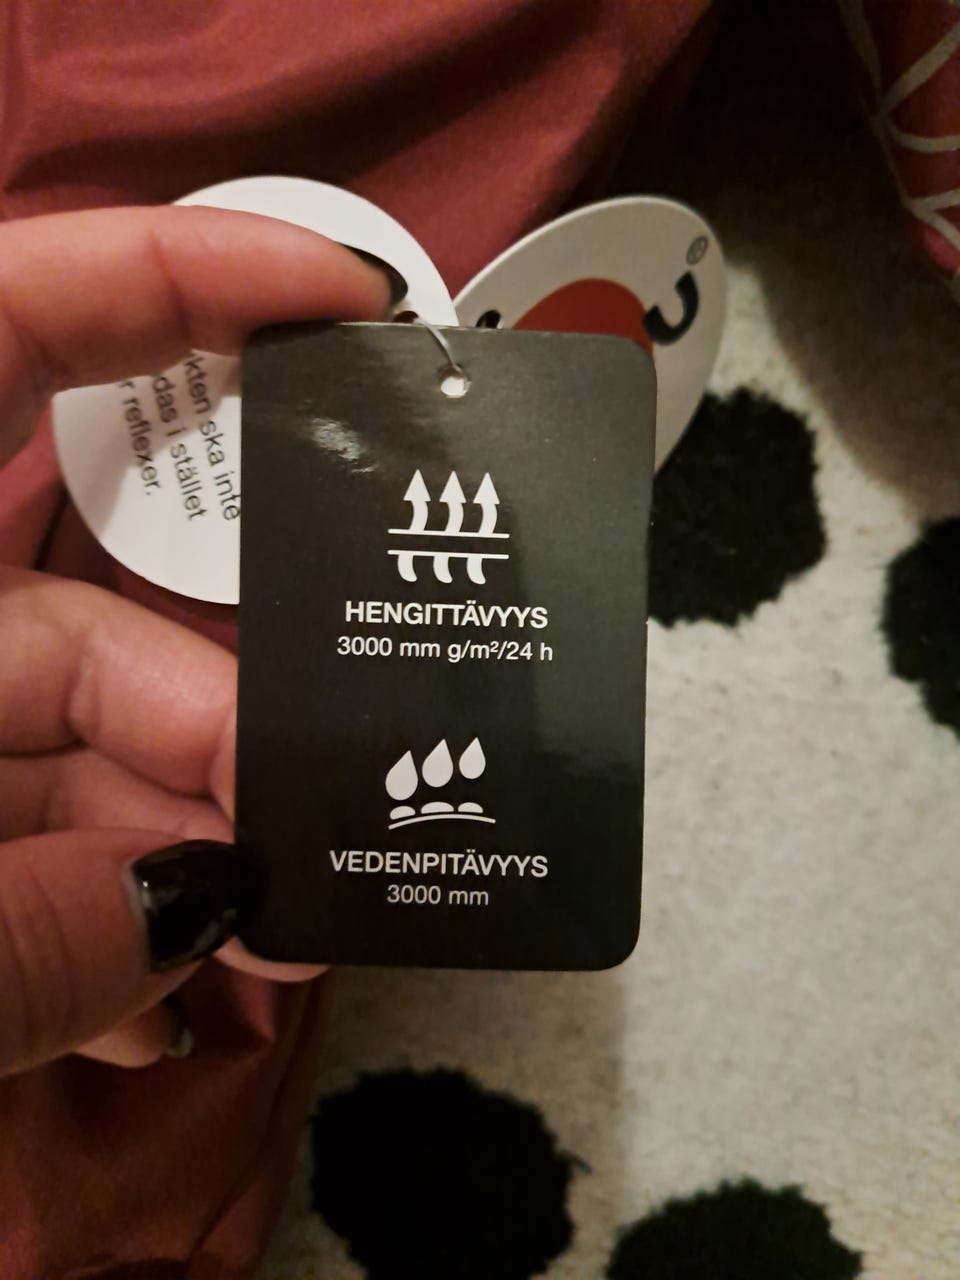 kten ska inte
das i stället
r reflexer.
J®
HENGITTÄVYYS
3000 mm g/m²/24 h
VEDENPITÄVYYS
3000 mm